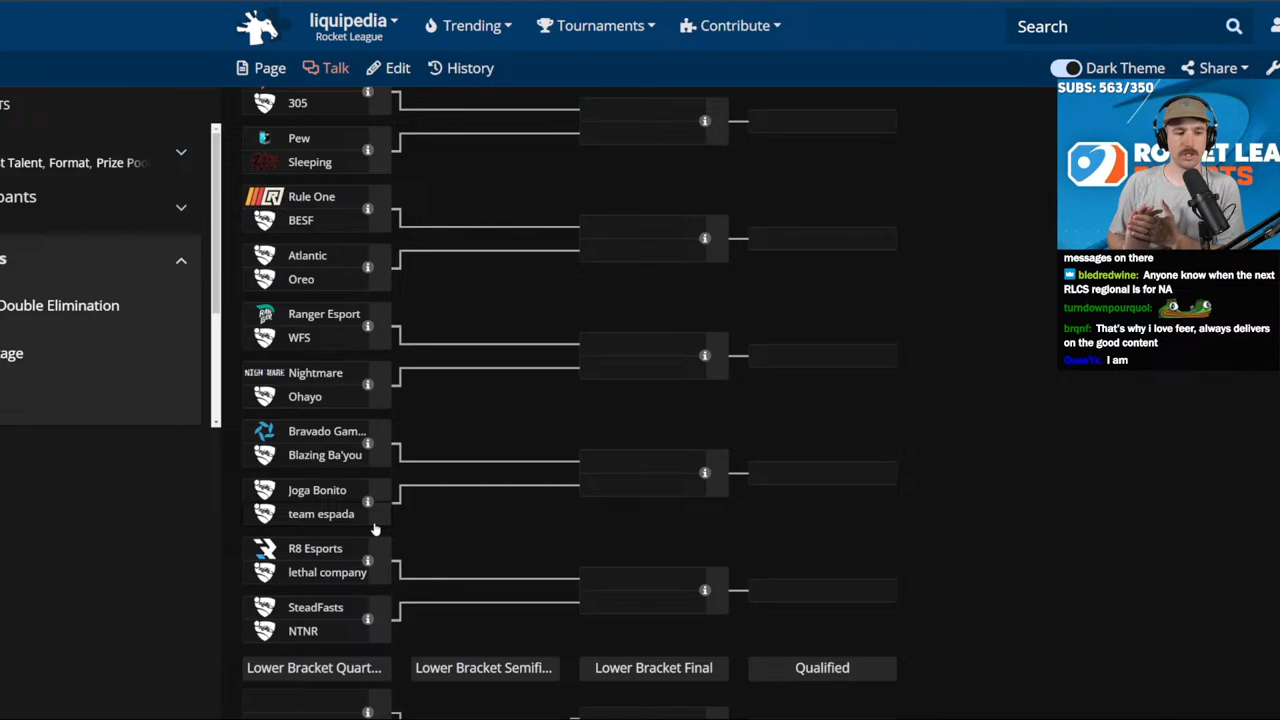 liquipedia
Rocket League
Trending
Tournaments
Contribute
Search
Page
Talk
Edit
History
Dark Theme
Share
SUBS: 563/350
rs
t Talent, Format, Prize Poo
pants
s
Double Elimination
tage
305
Pew
Sleeping
Rule One
BESF
Atlantic
Oreo
Ranger Esport
WFS
NIGHTMARE Nightmare
Ohayo
Bravado Gam...
Blazing Ba'you
Joga Bonito
team espada
R8 Esports
lethal company
SteadFasts
NTNR
Lower Bracket Quart...
Lower Bracket Semifi...
Lower Bracket Final
Qualified
messages on there
bledredwine: Anyone know when the next
RLCS regional is for NA
turndownpourquoi:
brqnf: That's why i love feer, always delivers
on the good content
I am